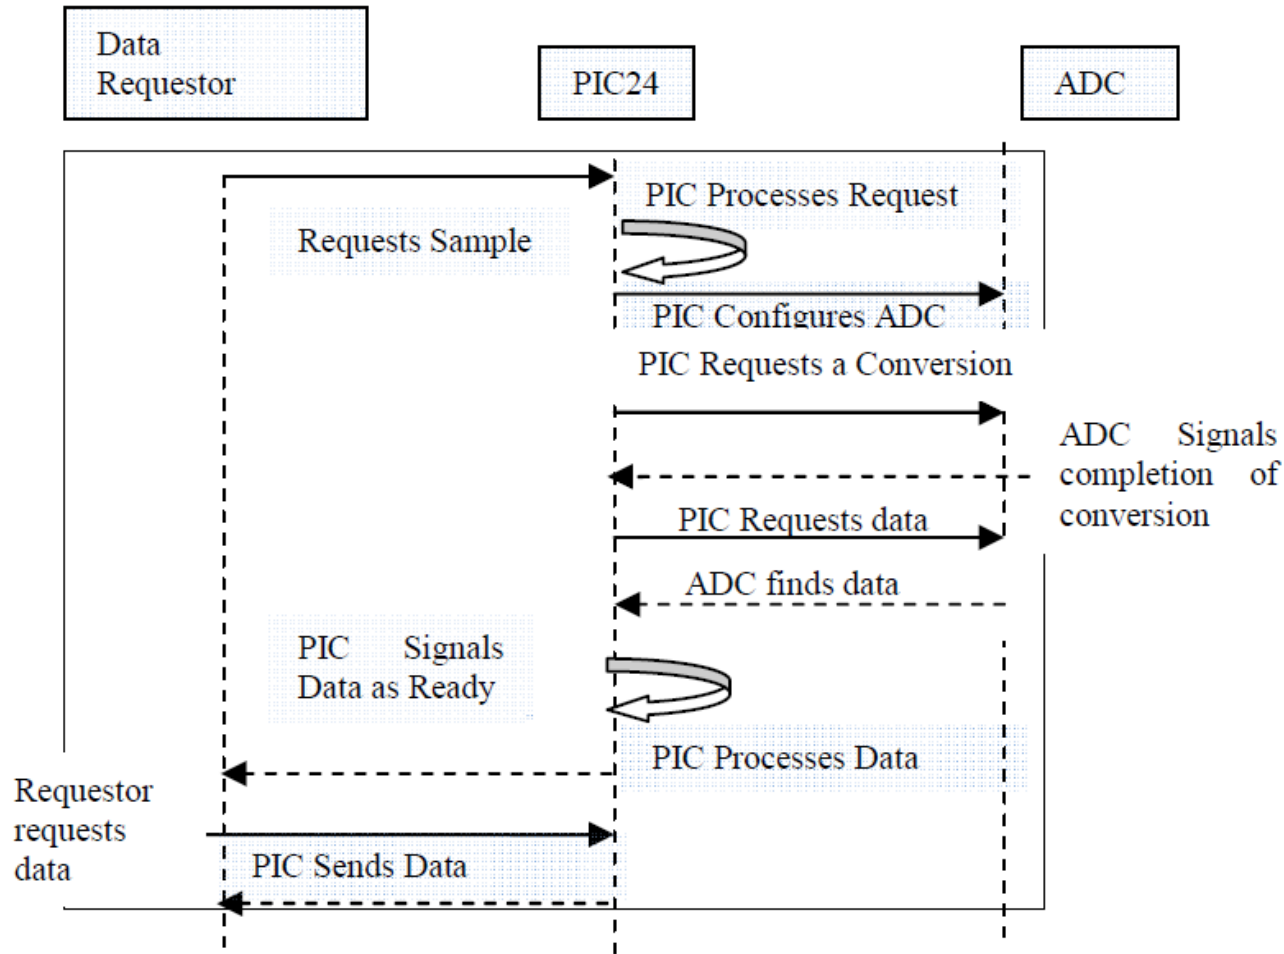 Data
Requestor
PIC24
ADC
PIC Processes Request
Requests Sample
PIC Configures ADC
PIC Requests a Conversion
ADC Signals
completion of
conversion
PIC Requests data
ADC finds data
PIC Signals
Data as Ready
PIC Processes Data
Requestor
requests
data
PIC Sends Data